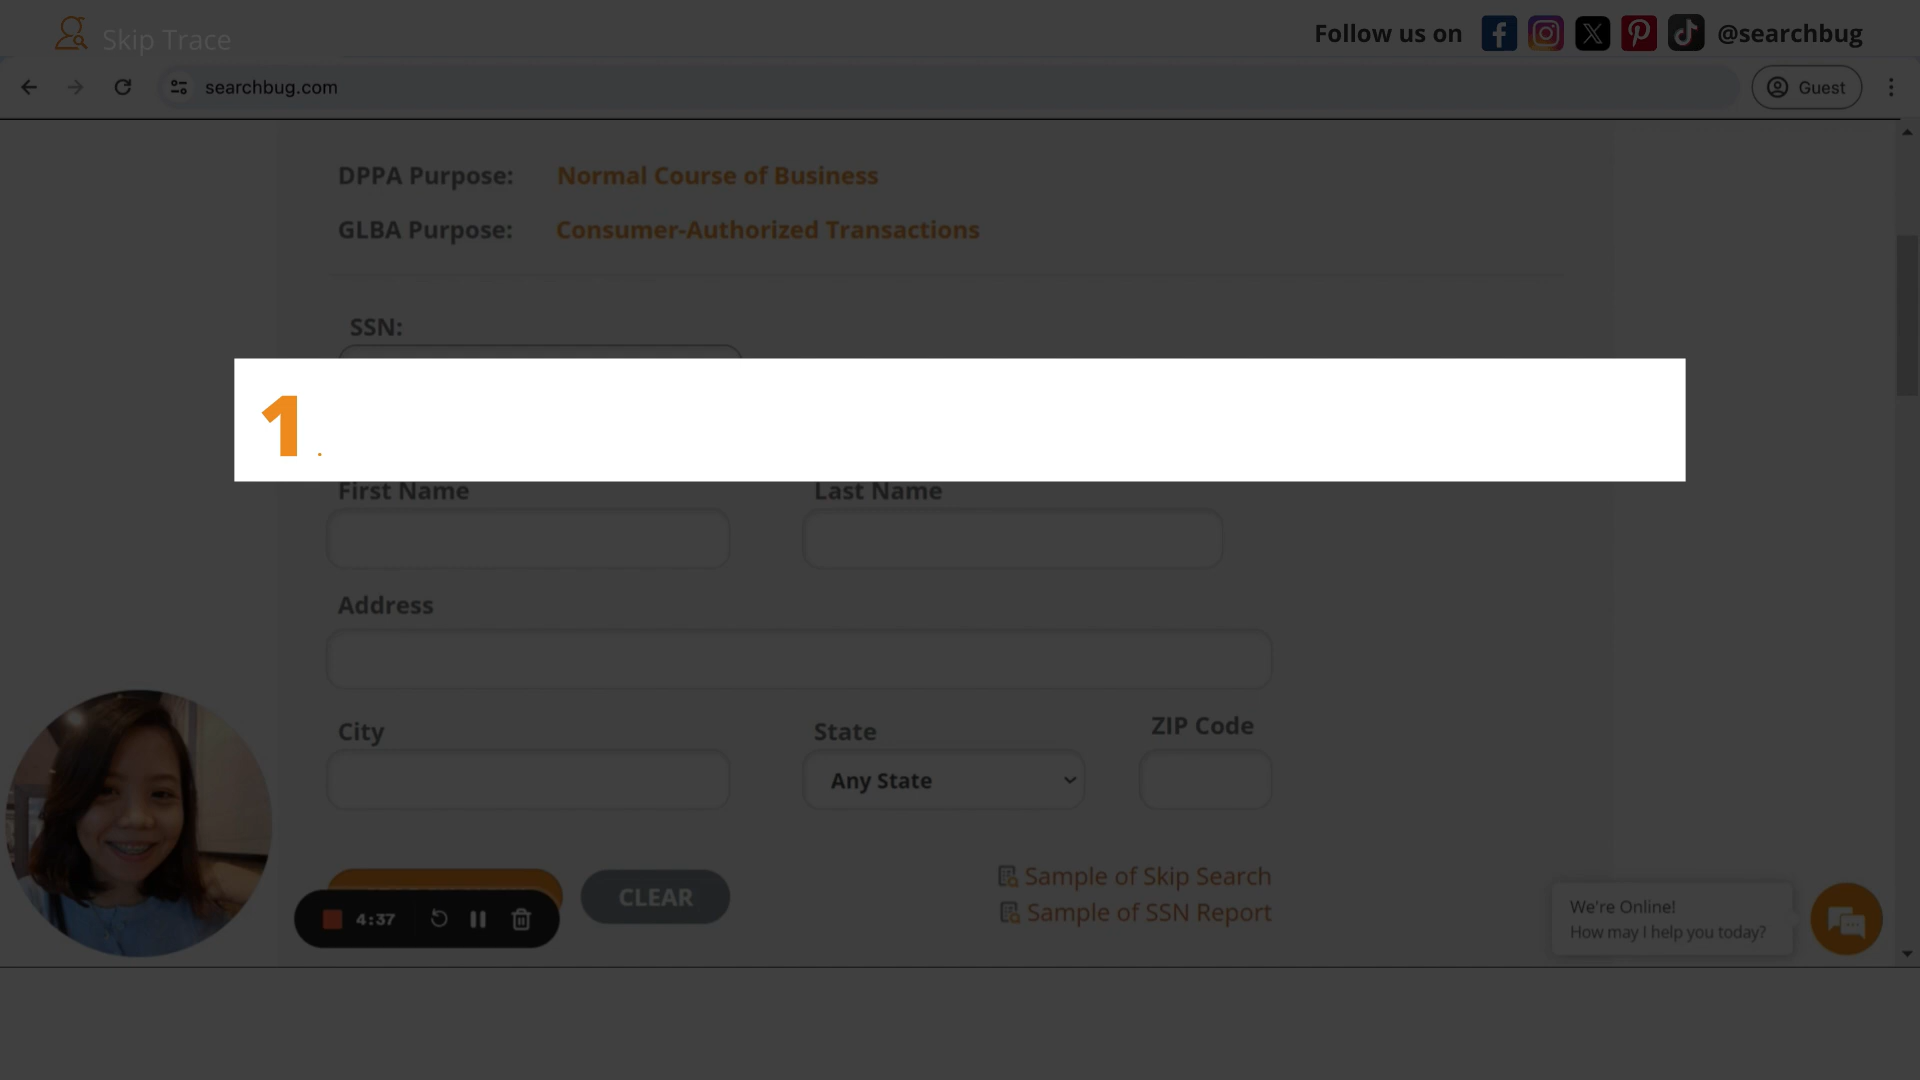 Skip Trace
Follow us on @searchbug
searchbug.com
Guest
DPPA Purpose: Normal Course of Business
GLBA Purpose: Consumer-Authorized Transactions
SSN:
1.
First Name Last Name
Address
City State ZIP Code
Any State
CLEAR
Sample of Skip Search
Sample of SSN Report
4:37
We're Online!
How may I help you today?